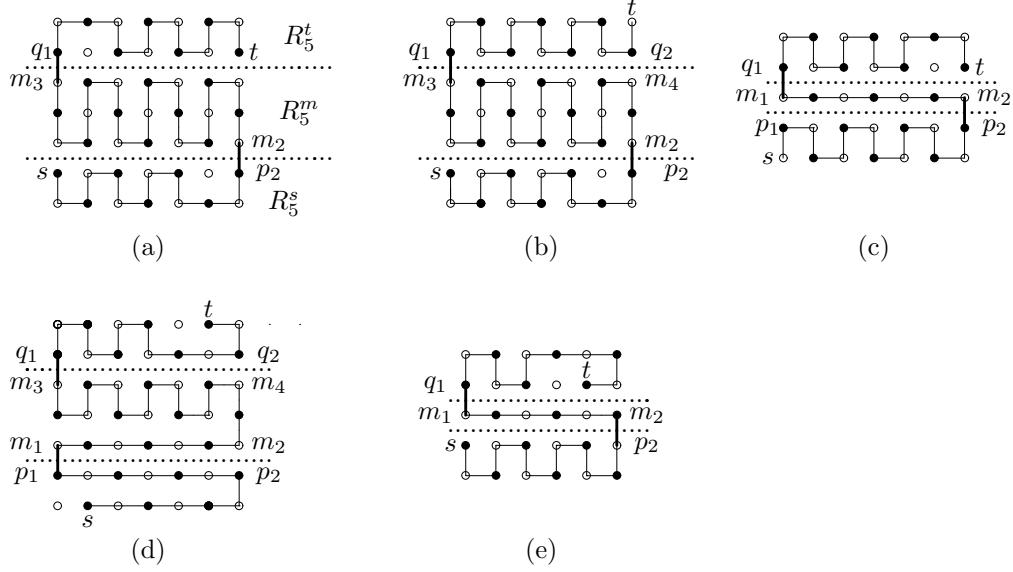 q₁ t R₅ᵗ
m₃
R₅ᵐ
m₂
s p₂
R₅ˢ
(a)
t
q₁ q₂
m₃ m₄
m₂
s p₂
(b)
q₁ t
m₁ m₂
p₁ p₂
s
(c)
t
q₁ q₂
m₃ m₄
m₁ m₂
p₁ p₂
s
(d)
t
q₁
m₁ m₂
s p₂
(e)